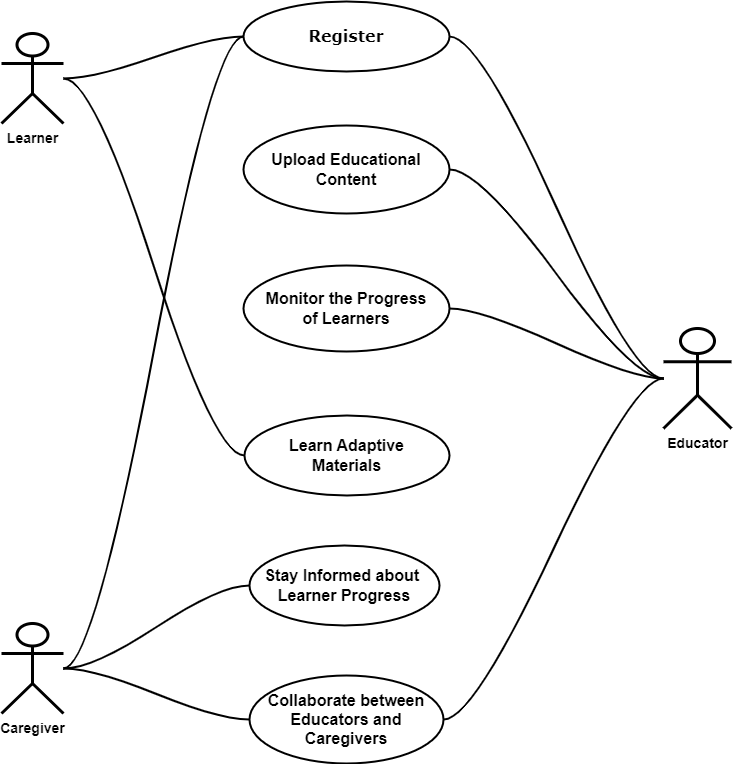 Register
Learner
Upload Educational
Content
Monitor the Progress
of Learners
Educator
Learn Adaptive
Materials
Stay Informed about
Learner Progress
Caregiver
Collaborate between
Educators and
Caregivers